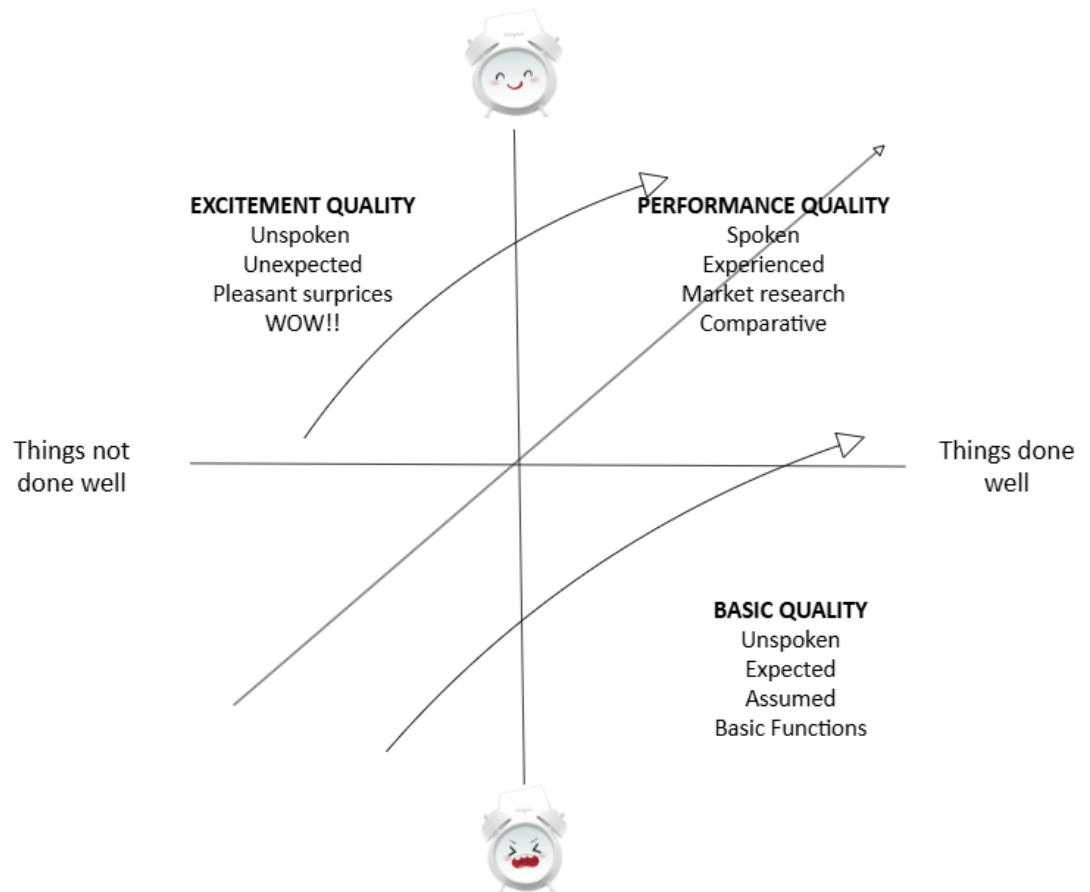 EXCITEMENT QUALITY
Unspoken
Unexpected
Pleasant surprices
WOW!!
PERFORMANCE QUALITY
Spoken
Experienced
Market research
Comparative
Things not
done well
Things done
well
BASIC QUALITY
Unspoken
Expected
Assumed
Basic Functions